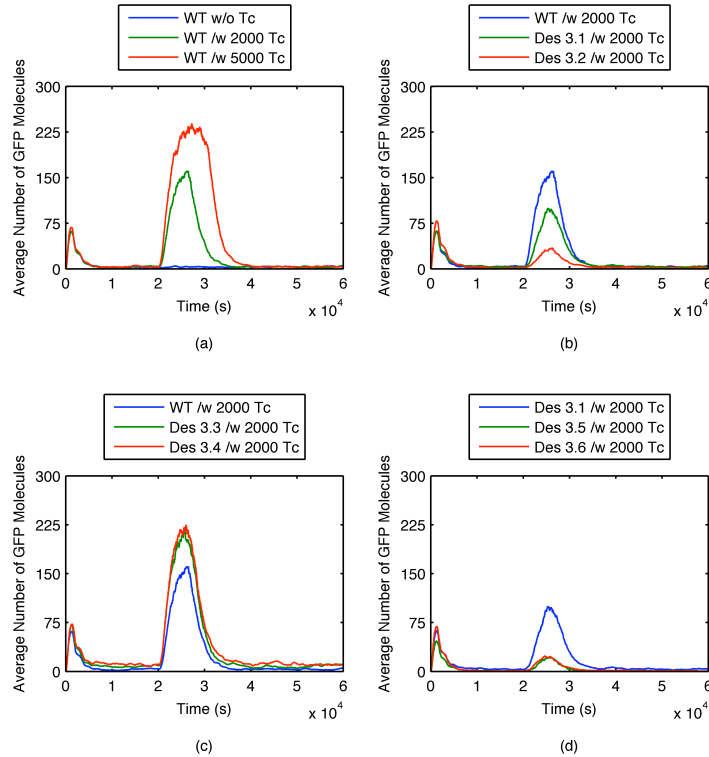 WT w/o Tc
WT /w 2000 Tc
WT /w 5000 Tc
300
225
150
75
0
Average Number of GFP Molecules
0 1 2 3 4 5 6
Time (s)
x 10^4
(a)
WT /w 2000 Tc
Des 3.1 /w 2000 Tc
Des 3.2 /w 2000 Tc
300
225
150
75
0
Average Number of GFP Molecules
0 1 2 3 4 5 6
Time (s)
x 10^4
(b)
WT /w 2000 Tc
Des 3.3 /w 2000 Tc
Des 3.4 /w 2000 Tc
300
225
150
75
0
Average Number of GFP Molecules
0 1 2 3 4 5 6
Time (s)
x 10^4
(c)
Des 3.1 /w 2000 Tc
Des 3.5 /w 2000 Tc
Des 3.6 /w 2000 Tc
300
225
150
75
0
Average Number of GFP Molecules
0 1 2 3 4 5 6
Time (s)
x 10^4
(d)